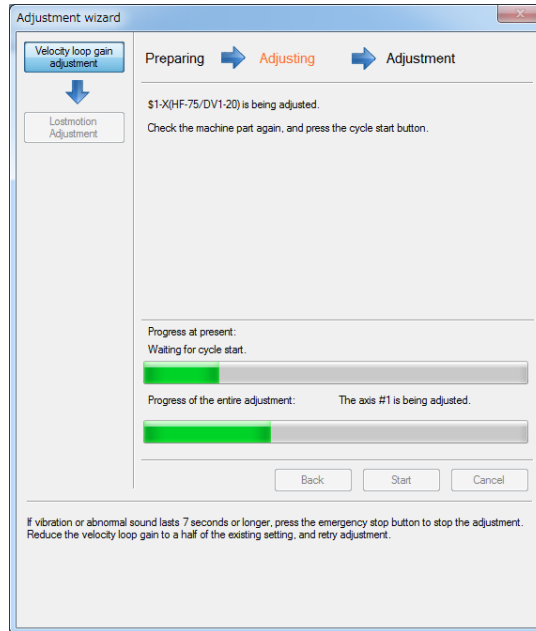 Adjustment wizard
Velocity loop gain
adjustment
Lostmotion
Adjustment
Preparing Adjusting Adjustment
$1-X(HF-75/DV1-20) is being adjusted.
Check the machine part again, and press the cycle start button.
Progress at present:
Waiting for cycle start.
Progress of the entire adjustment: The axis #1 is being adjusted.
Back Start Cancel
If vibration or abnormal sound lasts 7 seconds or longer, press the emergency stop button to stop the adjustment.
Reduce the velocity loop gain to a half of the existing setting, and retry adjustment.